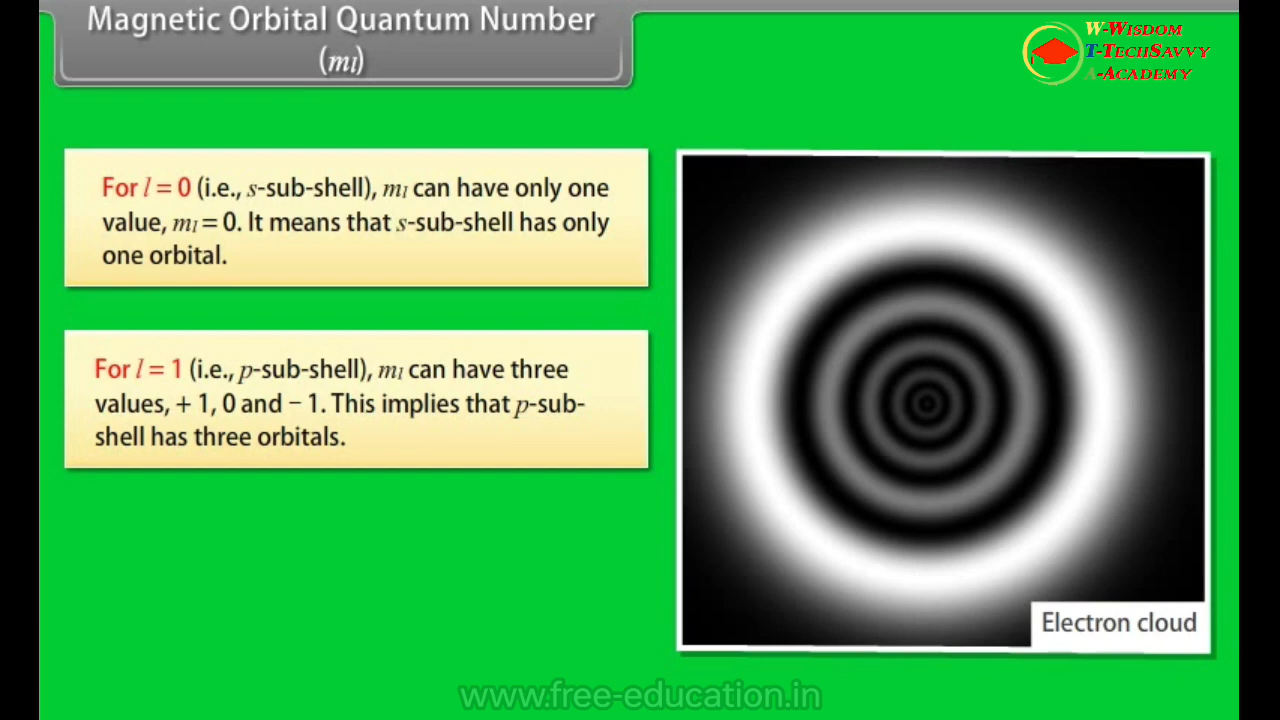 Magnetic Orbital Quantum Number
(ml)
W-Wisdom
T-TechSavvy
A-Academy
For l = 0 (i.e., s-sub-shell), ml can have only one
value, ml = 0. It means that s-sub-shell has only
one orbital.
For l = 1 (i.e., p-sub-shell), ml can have three
values, + 1, 0 and − 1. This implies that p-sub-
shell has three orbitals.
Electron cloud
www.free-education.in